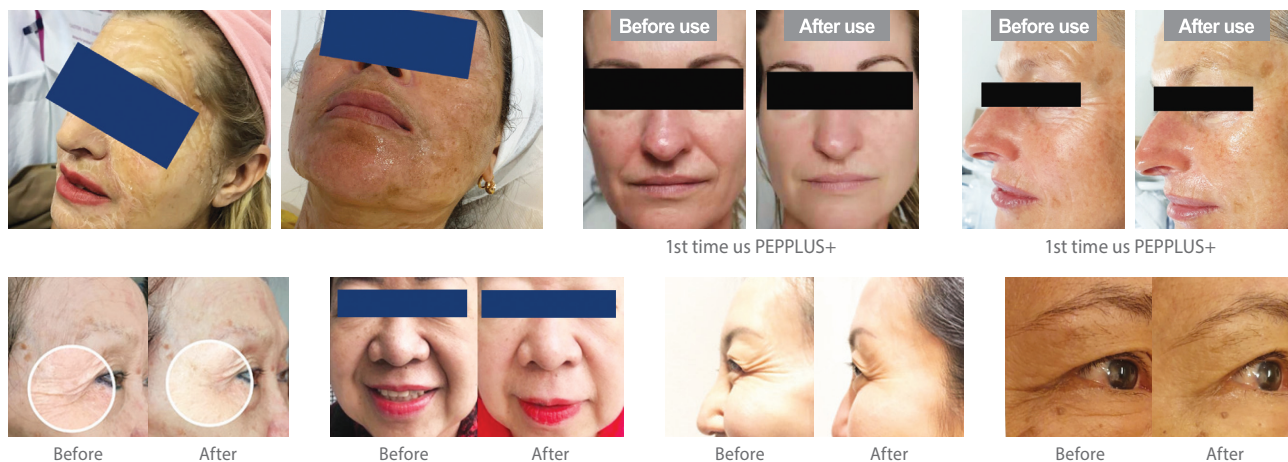 Before use
After use
Before use
After use
1st time us PEPPLUS+
1st time us PEPPLUS+
Before
After
Before
After
Before
After
Before
After